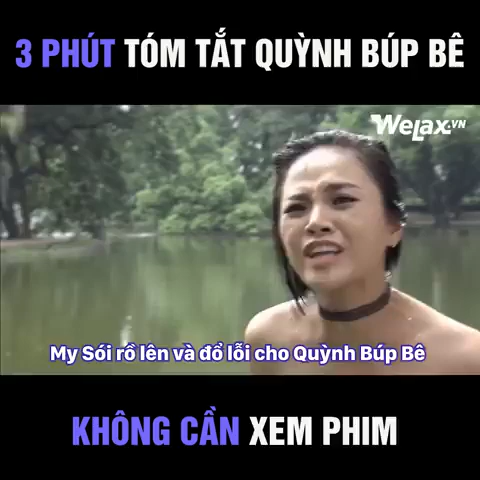 3 PHÚT TÓM TẮT QUỲNH BÚP BÊ
WeLax.VN
My Sói rồ lên và đổ lỗi cho Quỳnh Búp Bê
KHÔNG CẦN XEM PHIM